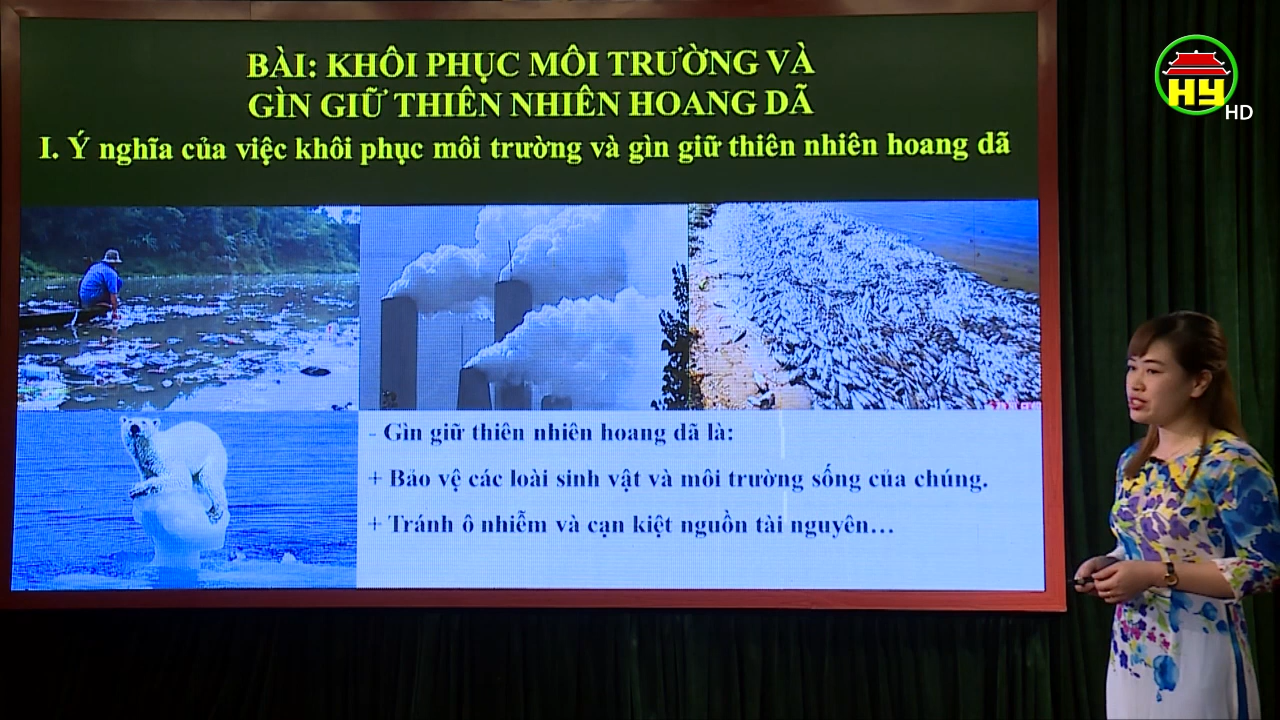 BÀI: KHÔI PHỤC MÔI TRƯỜNG VÀ
GÌN GIỮ THIÊN NHIÊN HOANG DÃ
I. Ý nghĩa của việc khôi phục môi trường và gìn giữ thiên nhiên hoang dã
- Gìn giữ thiên nhiên hoang dã là:
+ Bảo vệ các loài sinh vật và môi trường sống của chúng.
+ Tránh ô nhiễm và cạn kiệt nguồn tài nguyên...
HY
HD